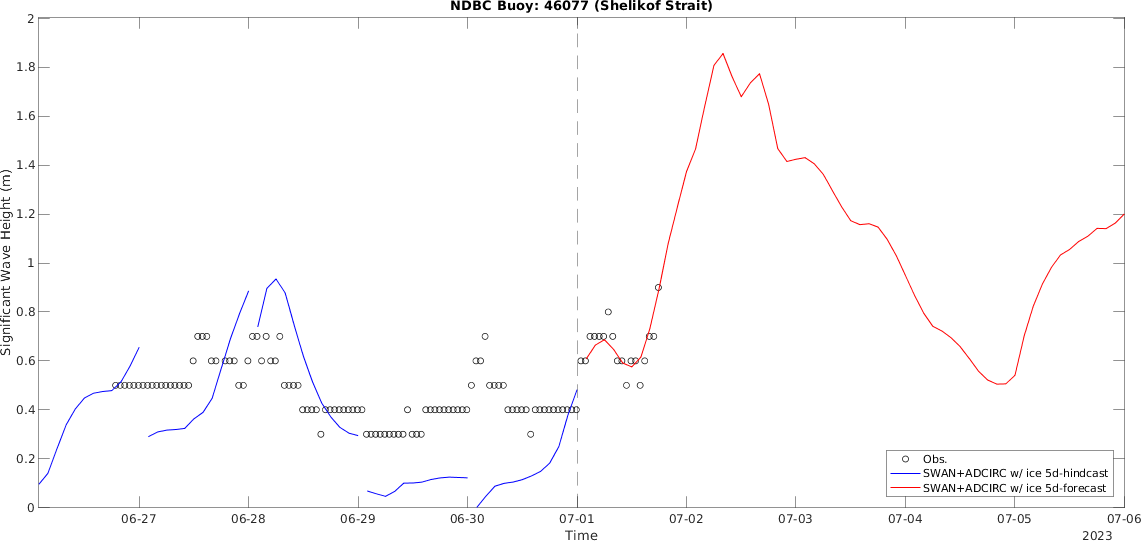 NDBC Buoy: 46077 (Shelikof Strait)
Significant Wave Height (m)
2
1.8
1.6
1.4
1.2
1
0.8
0.6
0.4
0.2
0
Obs.
SWAN+ADCIRC w/ ice 5d-hindcast
SWAN+ADCIRC w/ ice 5d-forecast
06-27 06-28 06-29 06-30 07-01 07-02 07-03 07-04 07-05 07-06
Time
2023